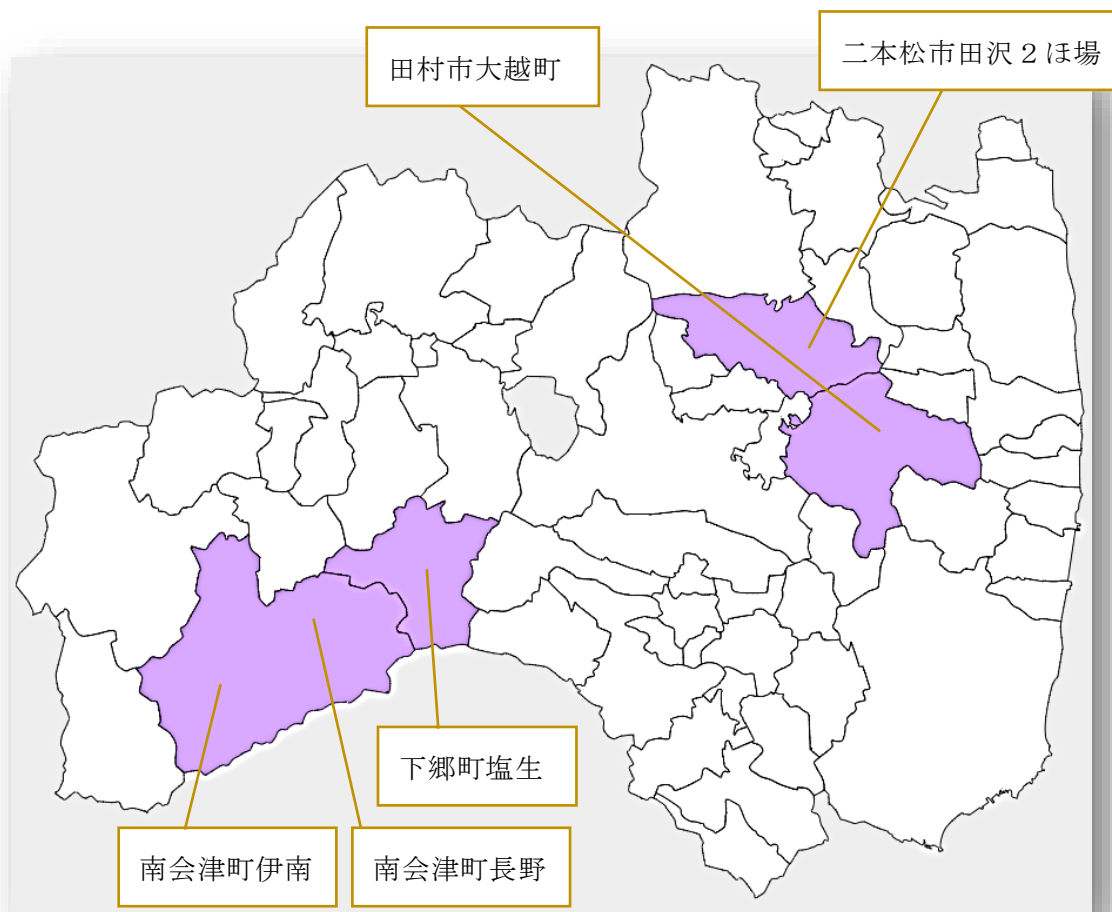 二本松市田沢２ほ場
田村市大越町
下郷町塩生
南会津町伊南
南会津町長野